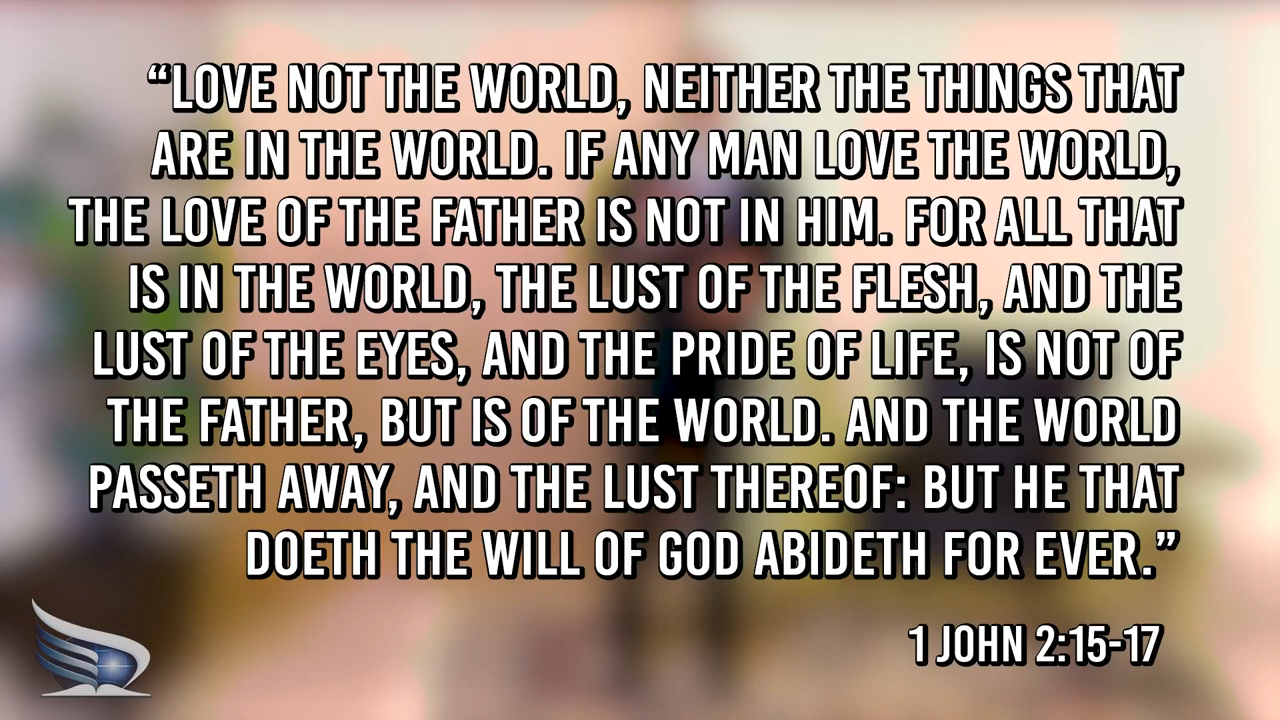 “LOVE NOT THE WORLD, NEITHER THE THINGS THAT
ARE IN THE WORLD. IF ANY MAN LOVE THE WORLD,
THE LOVE OF THE FATHER IS NOT IN HIM. FOR ALL THAT
IS IN THE WORLD, THE LUST OF THE FLESH, AND THE
LUST OF THE EYES, AND THE PRIDE OF LIFE, IS NOT OF
THE FATHER, BUT IS OF THE WORLD. AND THE WORLD
PASSETH AWAY, AND THE LUST THEREOF: BUT HE THAT
DOETH THE WILL OF GOD ABIDETH FOR EVER.”
1 JOHN 2:15-17